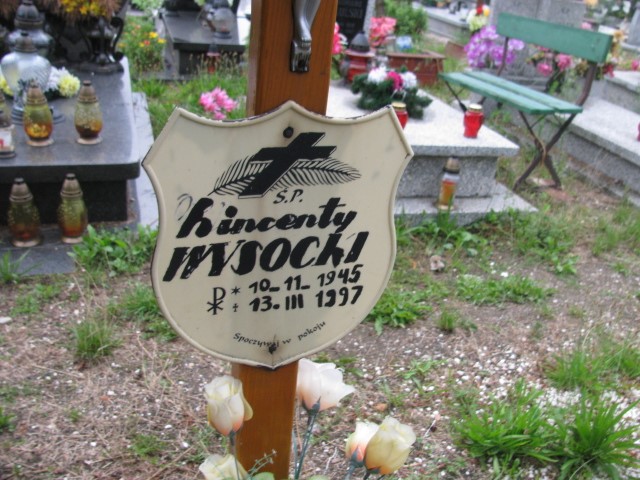 Ś.P.
Wincenty
WYSOCKI
* 10-11-1945
+ 13.III 1997
Spoczywaj w pokoju